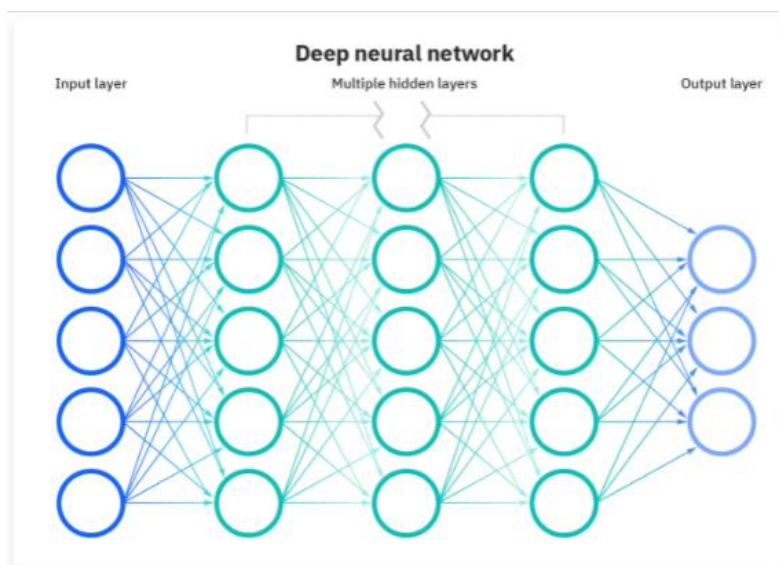 Deep neural network
Input layer
Multiple hidden layers
Output layer